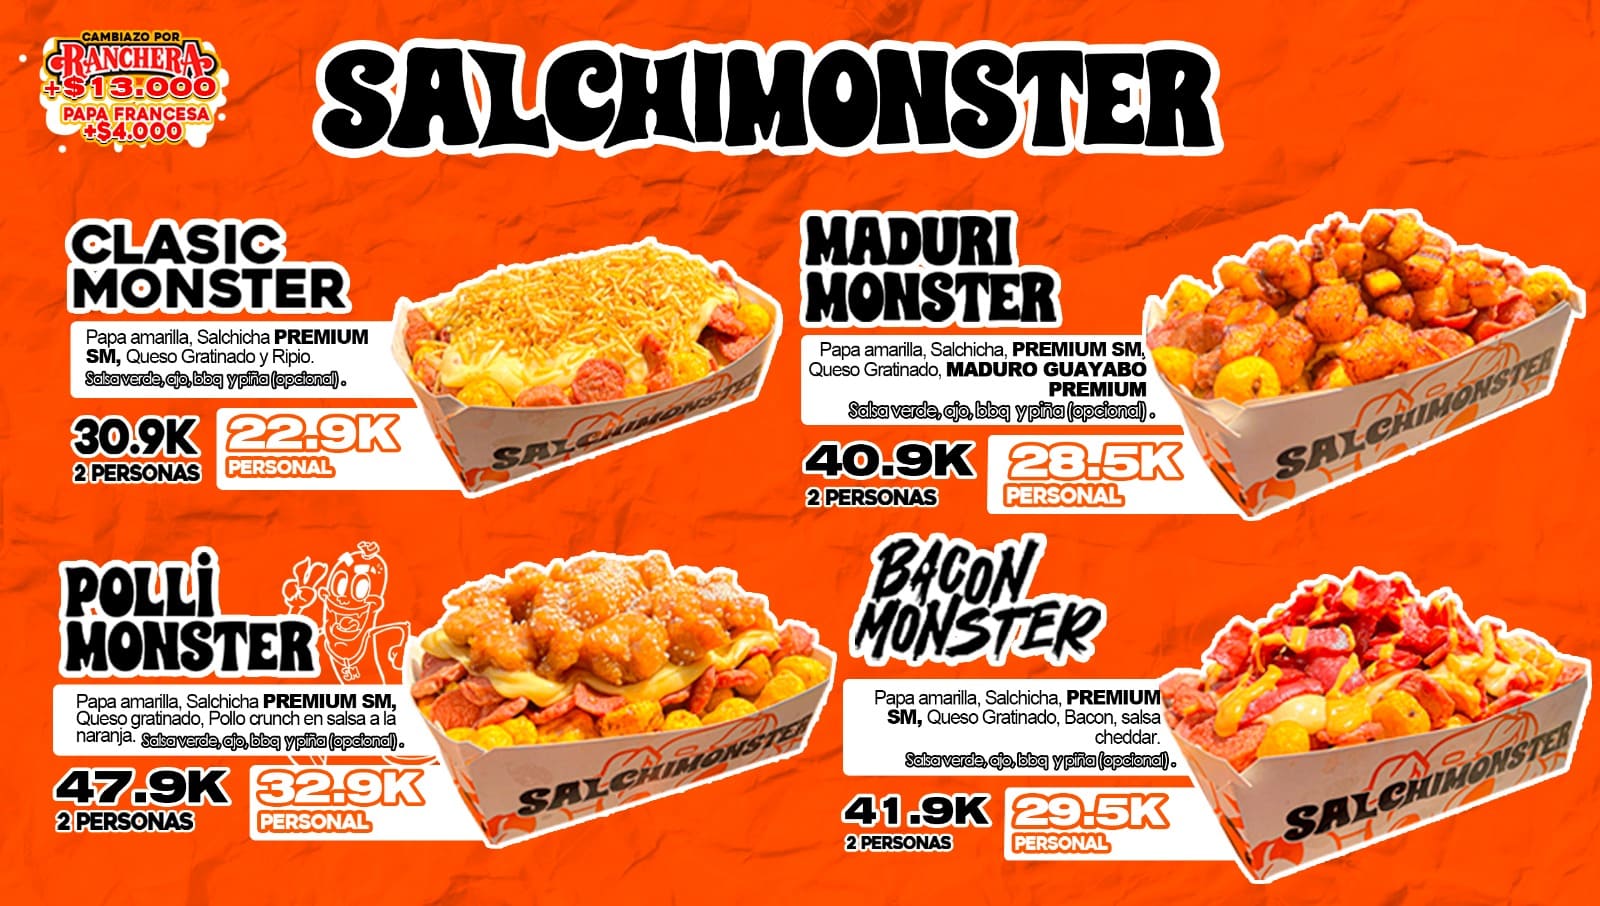 CAMBIAZO POR
RANCHERA
+$13.000
PAPA FRANCESA
+$4.000
SALCHIMONSTER
CLASIC
MONSTER
Papa amarilla, Salchicha PREMIUM
SM, Queso Gratinado y Ripio.
Salsa verde, ajo, bbq y piña (opcional).
30.9K
2 PERSONAS
22.9K
PERSONAL
SALCHIMONSTER
MADURI
MONSTER
Papa amarilla, Salchicha, PREMIUM SM,
Queso Gratinado, MADURO GUAYABO
PREMIUM
Salsa verde, ajo, bbq y piña (opcional).
40.9K
2 PERSONAS
28.5K
PERSONAL
SALCHIMONSTER
POLLI
MONSTER
SM
Papa amarilla, Salchicha PREMIUM SM,
Queso gratinado, Pollo crunch en salsa a la
naranja. Salsa verde, ajo, bbq y piña (opcional).
47.9K
2 PERSONAS
32.9K
PERSONAL
SALCHIMONSTER
BACON
MONSTER
Papa amarilla, Salchicha, PREMIUM
SM, Queso Gratinado, Bacon, salsa
cheddar.
Salsa verde, ajo, bbq y piña (opcional).
41.9K
2 PERSONAS
29.5K
PERSONAL
SALCHIMONSTER